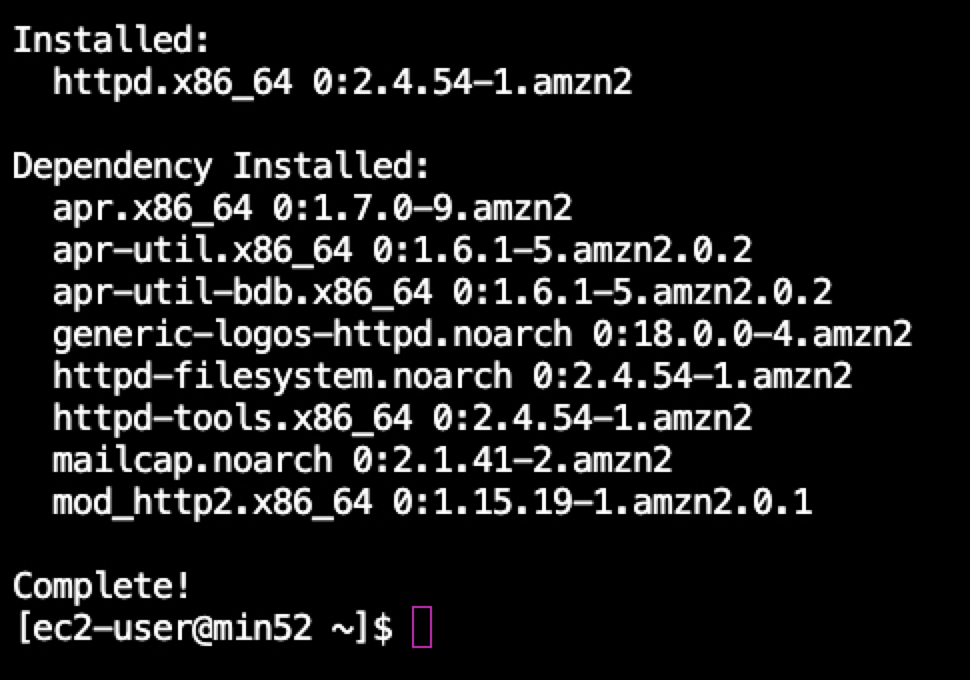 Installed:
  httpd.x86_64 0:2.4.54-1.amzn2

Dependency Installed:
  apr.x86_64 0:1.7.0-9.amzn2
  apr-util.x86_64 0:1.6.1-5.amzn2.0.2
  apr-util-bdb.x86_64 0:1.6.1-5.amzn2.0.2
  generic-logos-httpd.noarch 0:18.0.0-4.amzn2
  httpd-filesystem.noarch 0:2.4.54-1.amzn2
  httpd-tools.x86_64 0:2.4.54-1.amzn2
  mailcap.noarch 0:2.1.41-2.amzn2
  mod_http2.x86_64 0:1.15.19-1.amzn2.0.1

Complete!
[ec2-user@min52 ~]$